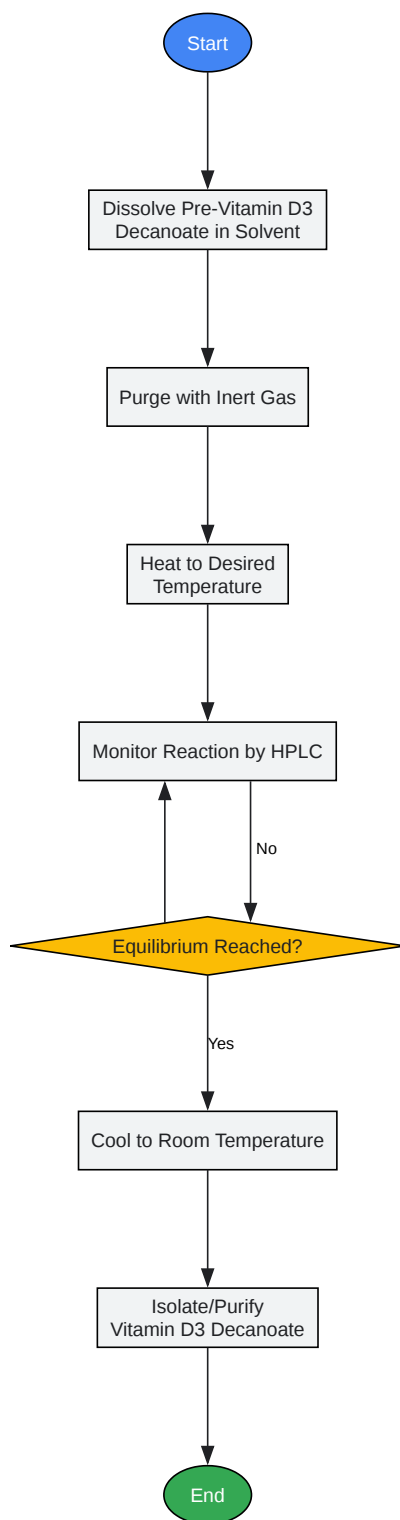 Start
Dissolve Pre-Vitamin D3
Decanoate in Solvent
Purge with Inert Gas
Heat to Desired
Temperature
Monitor Reaction by HPLC
No
Equilibrium Reached?
Yes
Cool to Room Temperature
Isolate/Purify
Vitamin D3 Decanoate
End